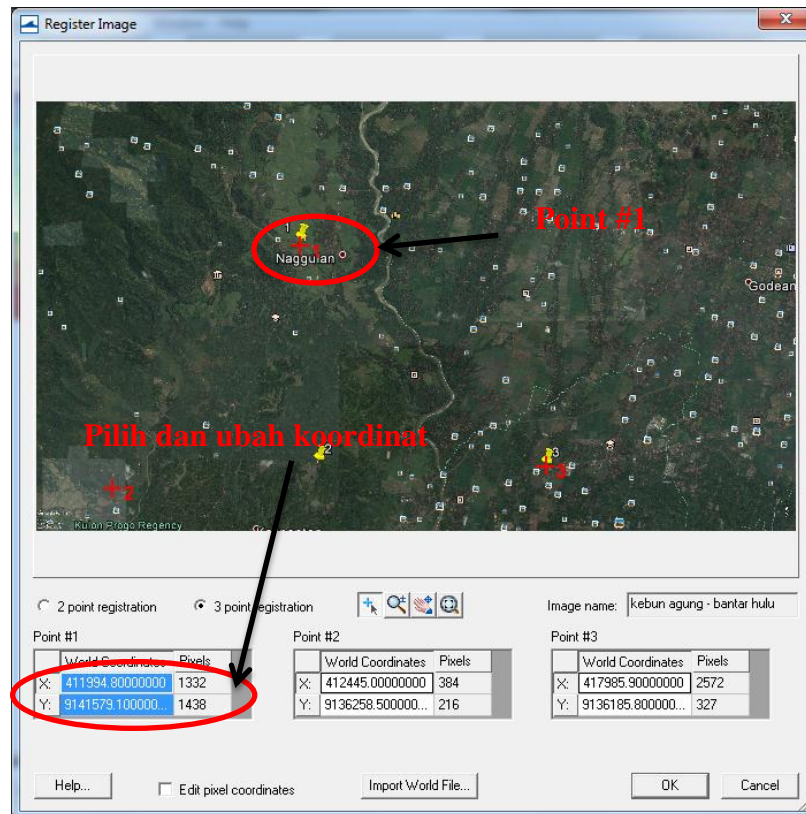 Register Image
1
Point #1
1
Naggulan
Godean
Pilih dan ubah koordinat
2
3
3
2
Kulon Progo Regency
2 point registration
3 point registration
Image name:
kebun agung - bantar hulu
Point #1
Point #2
Point #3
World Coordinates Pixels
World Coordinates Pixels
World Coordinates Pixels
X: 411994.80000000 1332
X: 412445.00000000 384
X: 417985.90000000 2572
Y: 9141579.100000... 1438
Y: 9136258.500000... 216
Y: 9136185.800000... 327
Help...
Edit pixel coordinates
Import World File...
OK
Cancel